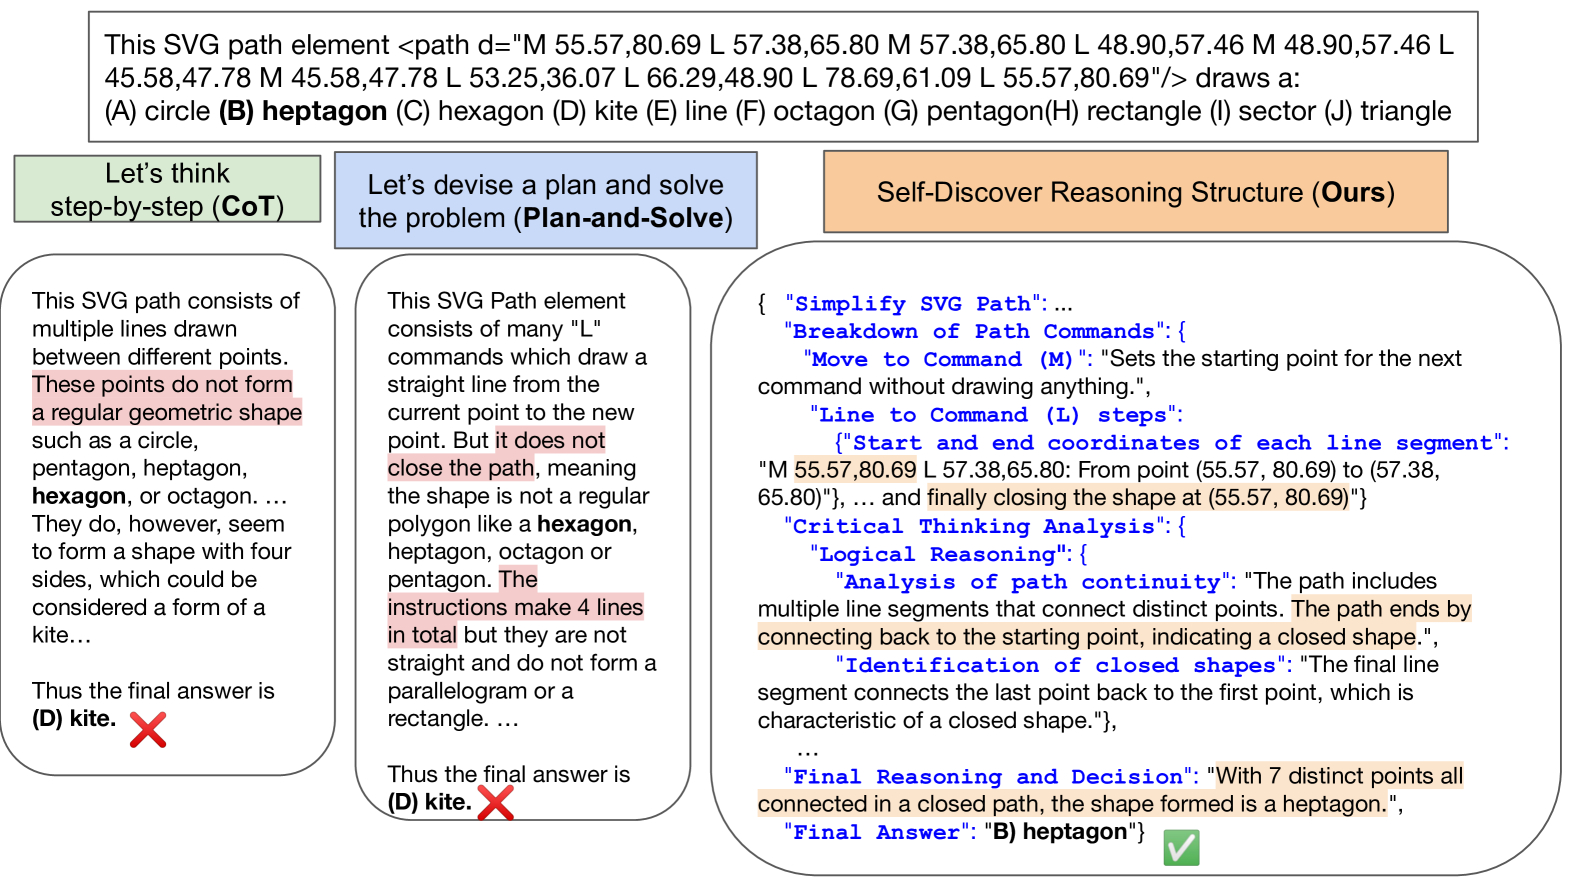 This SVG path element <path d="M 55.57,80.69 L 57.38,65.80 M 57.38,65.80 L 48.90,57.46 M 48.90,57.46 L
45.58,47.78 M 45.58,47.78 L 53.25,36.07 L 66.29,48.90 L 78.69,61.09 L 55.57,80.69"/> draws a:
(A) circle (B) heptagon (C) hexagon (D) kite (E) line (F) octagon (G) pentagon(H) rectangle (I) sector (J) triangle
Let's think
step-by-step (CoT)
This SVG path consists of
multiple lines drawn
between different points.
These points do not form
a regular geometric shape
such as a circle,
pentagon, heptagon,
hexagon, or octagon. …
They do, however, seem
to form a shape with four
sides, which could be
considered a form of a
kite…
Thus the final answer is
(D) kite.
Let's devise a plan and solve
the problem (Plan-and-Solve)
This SVG Path element
consists of many "L"
commands which draw a
straight line from the
current point to the new
point. But it does not
close the path, meaning
the shape is not a regular
polygon like a hexagon,
heptagon, octagon or
pentagon. The
instructions make 4 lines
in total but they are not
straight and do not form a
parallelogram or a
rectangle. …
Thus the final answer is
(D) kite.
Self-Discover Reasoning Structure (Ours)
{ "Simplify SVG Path": ...
"Breakdown of Path Commands": {
"Move to Command (M)": "Sets the starting point for the next
command without drawing anything.",
"Line to Command (L) steps":
{"Start and end coordinates of each line segment":
"M 55.57,80.69 L 57.38,65.80: From point (55.57, 80.69) to (57.38,
65.80)"}, … and finally closing the shape at (55.57, 80.69)"}
"Critical Thinking Analysis": {
"Logical Reasoning": {
"Analysis of path continuity": "The path includes
multiple line segments that connect distinct points. The path ends by
connecting back to the starting point, indicating a closed shape.",
"Identification of closed shapes": "The final line
segment connects the last point back to the first point, which is
characteristic of a closed shape."},
…
"Final Reasoning and Decision": "With 7 distinct points all
connected in a closed path, the shape formed is a heptagon.",
"Final Answer": "B) heptagon"}